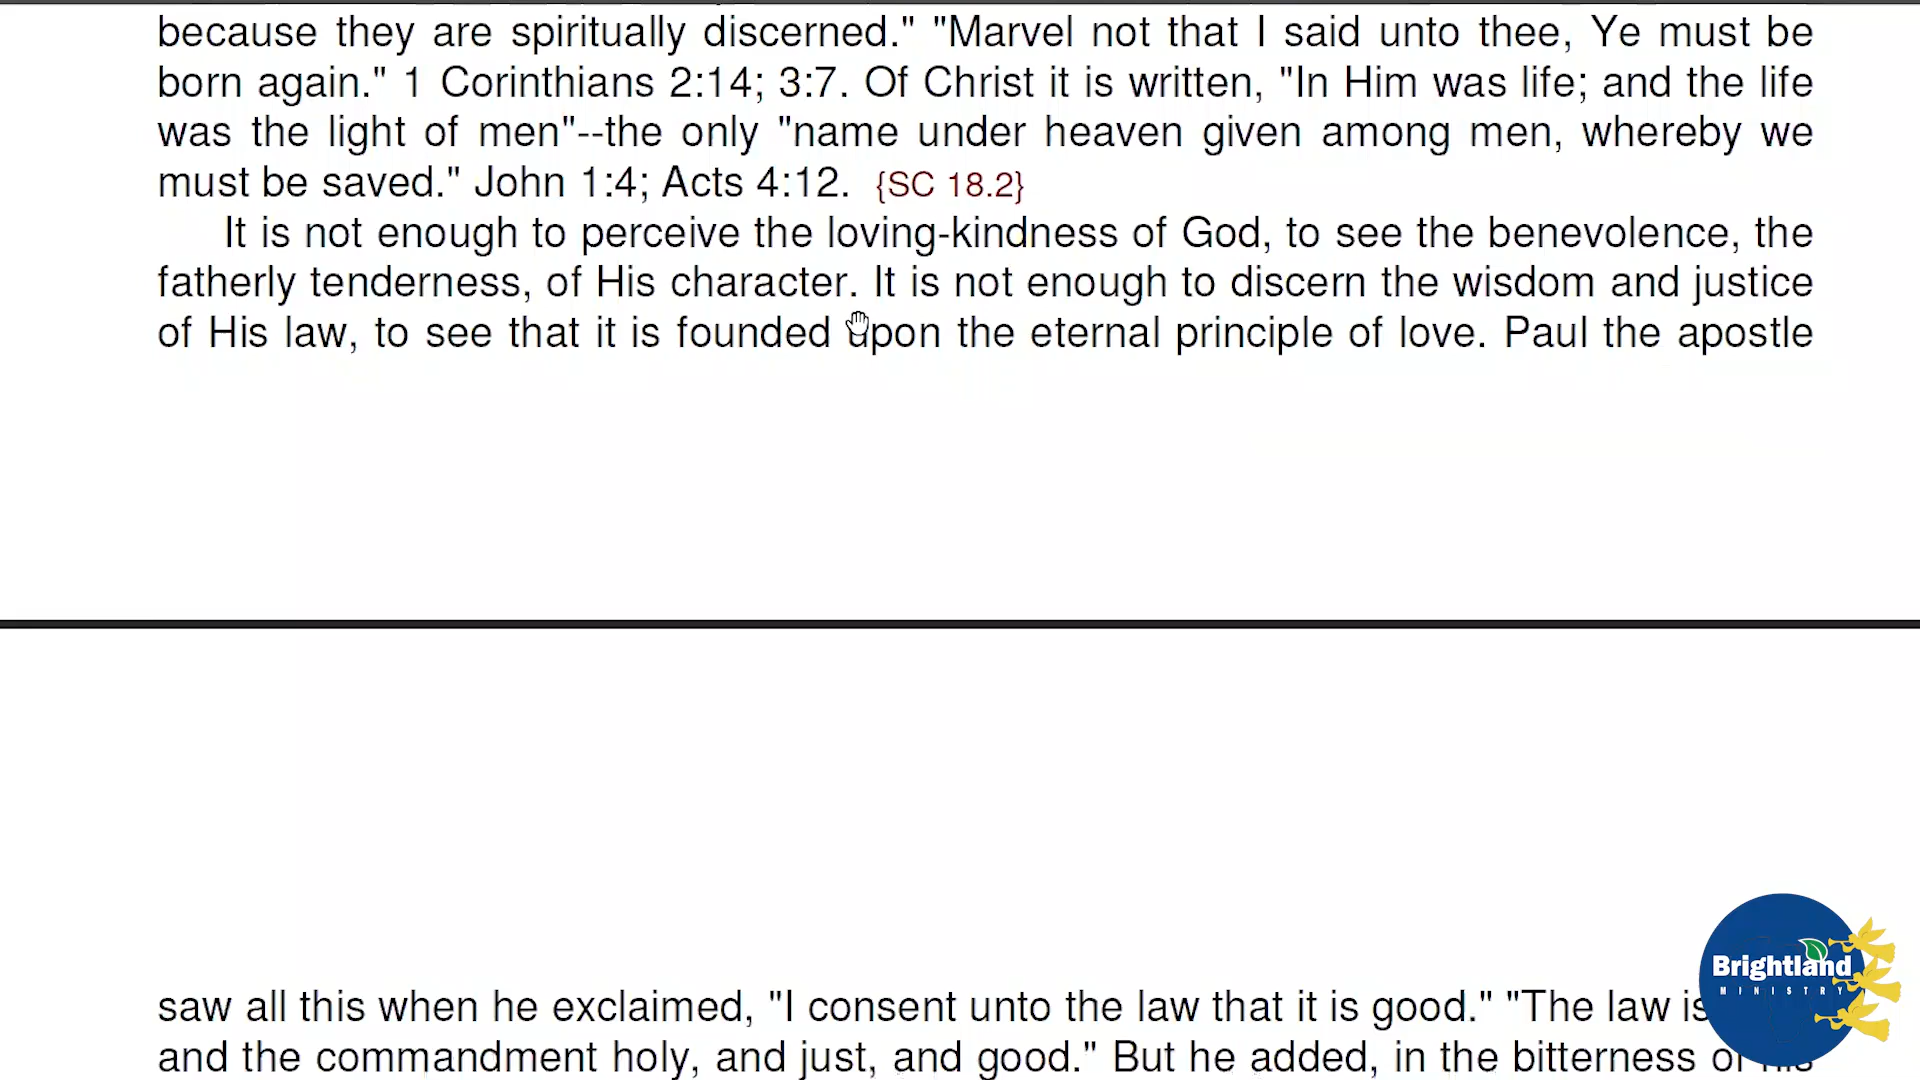 because they are spiritually discerned." "Marvel not that I said unto thee, Ye must be
born again." 1 Corinthians 2:14; 3:7. Of Christ it is written, "In Him was life; and the life
was the light of men"--the only "name under heaven given among men, whereby we
must be saved." John 1:4; Acts 4:12. {SC 18.2}
It is not enough to perceive the loving-kindness of God, to see the benevolence, the
fatherly tenderness, of His character. It is not enough to discern the wisdom and justice
of His law, to see that it is founded upon the eternal principle of love. Paul the apostle
saw all this when he exclaimed, "I consent unto the law that it is good." "The law is
and the commandment holy, and just, and good." But he added, in the bitterness of his
Brightland
MINISTRY